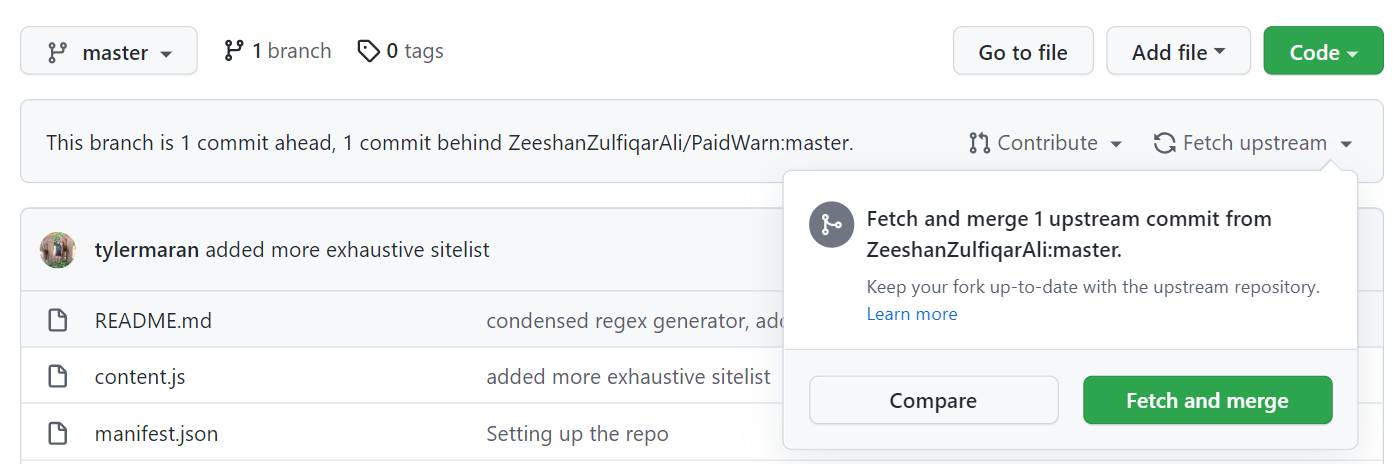 master
1 branch
0 tags
Go to file
Add file
Code
This branch is 1 commit ahead, 1 commit behind ZeeshanZulfiqarAli/PaidWarn:master.
Contribute
Fetch upstream
Fetch and merge 1 upstream commit from
ZeeshanZulfiqarAli:master.
Keep your fork up-to-date with the upstream repository.
Learn more
Compare
Fetch and merge
tylermaran added more exhaustive sitelist
README.md
condensed regex generator,
content.js
added more exhaustive sitelist
manifest.json
Setting up the repo